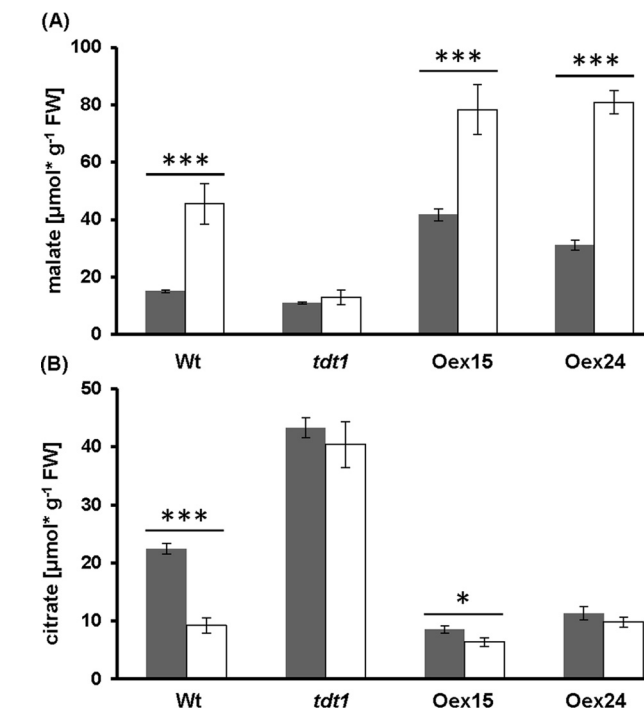 (A)
malate [µmol* g-1 FW]
100
80
60
40
20
0
***
***
***
Wt
tdt1
Oex15
Oex24
(B)
citrate [µmol* g-1 FW]
50
40
30
20
10
0
***
*
Wt
tdt1
Oex15
Oex24